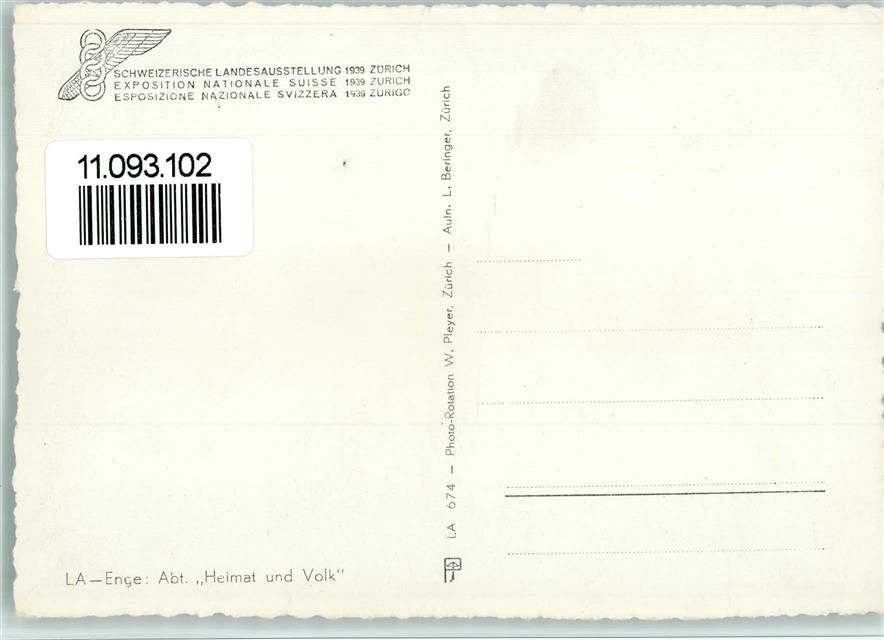 SCHWEIZERISCHE LANDESAUSSTELLUNG 1939 ZÜRICH
EXPOSITION NATIONALE SUISSE 1939 ZURICH
ESPOSIZIONE NAZIONALE SVIZZERA 1939 ZURIGO
11.093.102
LA 674 — Photo-Rotation W. Pleyer, Zürich — Aufn. L. Beringer, Zürich
LA—Enge: Abt. „Heimat und Volk"